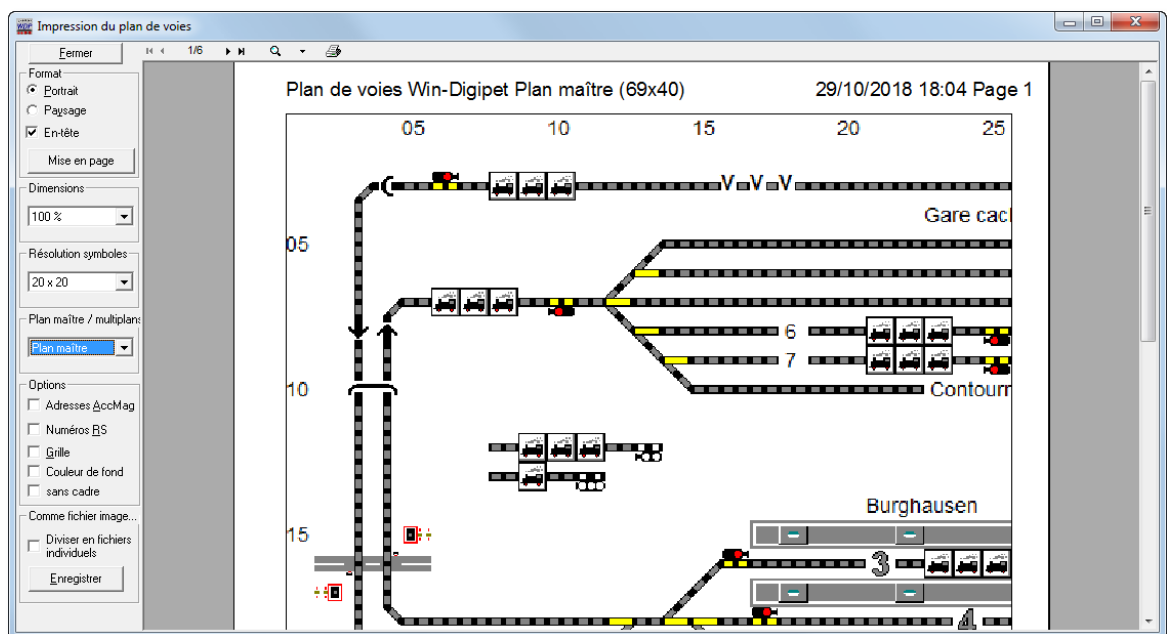 Impression du plan de voies
Fermer
1/6
Format
Portrait
Paysage
En-tête
Mise en page
Dimensions
100 %
Résolution symboles
20 x 20
Plan maître / multiplans
Plan maître
Options
Adresses AccMag
Numéros RS
Grille
Couleur de fond
sans cadre
Comme fichier image...
Diviser en fichiers
individuels
Enregistrer
Plan de voies Win-Digipet Plan maître (69x40)
29/10/2018 18:04 Page 1
05 10 15 20 25
V V V
Gare cacl
05
6
7
10
Contourr
Burghausen
15
3
4